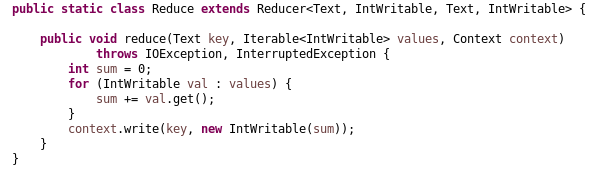 public static class Reduce extends Reducer<Text, IntWritable, Text, IntWritable> {
public void reduce(Text key, Iterable<IntWritable> values, Context context)
throws IOException, InterruptedException {
int sum = 0;
for (IntWritable val : values) {
sum += val.get();
}
context.write(key, new IntWritable(sum));
}
}